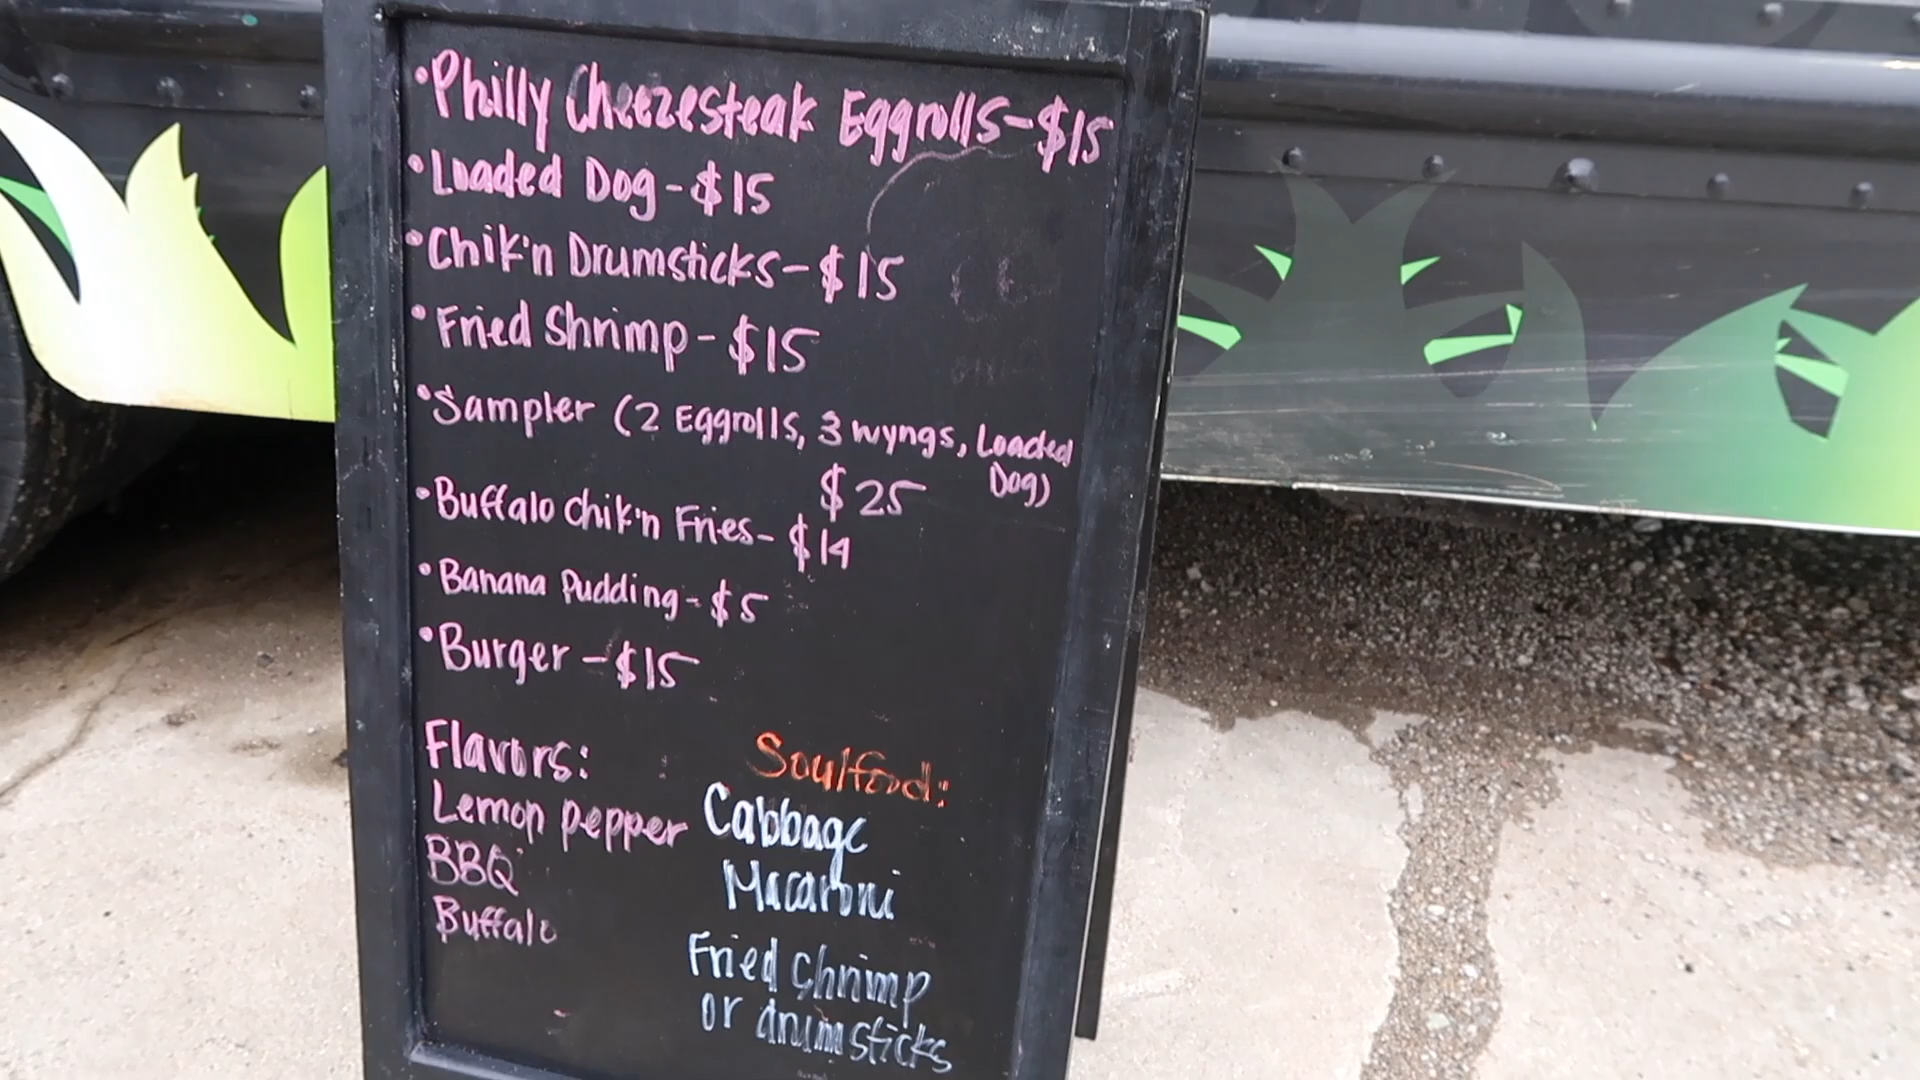 •Philly Cheezesteak Eggrolls-$15
•Loaded Dog-$15
•Chik'n Drumsticks-$15
•Fried Shrimp-$15
•Sampler (2 Eggrolls, 3 wyngs, Loaded
Dog)
$25
•Buffalo Chik'n Fries-$14
•Banana Pudding-$5
•Burger-$15
Flavors:
Lemon pepper
BBQ
Buffalo
Soulfood:
Cabbage
Macaroni
Fried Shrimp
or drumsticks